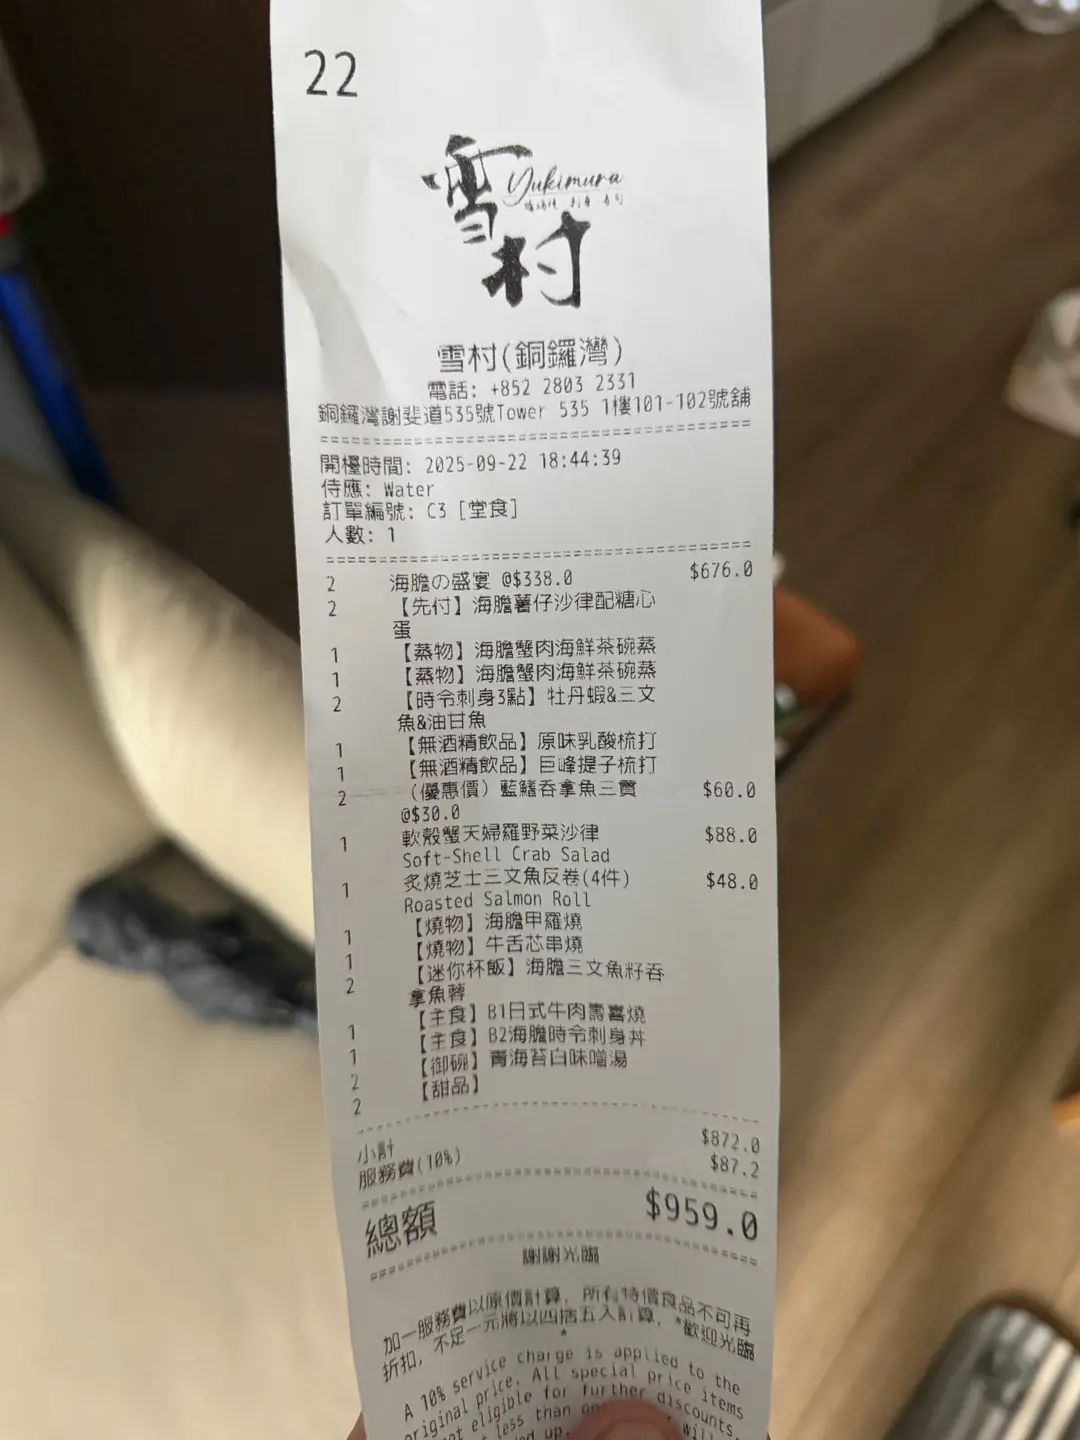 22
雪村
Yukimura
雪村(銅鑼灣)
電話: +852 2803 2331
銅鑼灣謝斐道535號Tower 535 1樓101-102號舖
開檯時間: 2025-09-22 18:44:39
侍應: Water
訂單編號: C3 [堂食]
人數: 1
2 海膽の盛宴 @$338.0 $676.0
2 【先付】海膽薯仔沙律配糖心
蛋
1 【蒸物】海膽蟹肉海鮮茶碗蒸
1 【蒸物】海膽蟹肉海鮮茶碗蒸
2 【時令刺身3點】牡丹蝦&三文
魚&油甘魚
1 【無酒精飲品】原味乳酸梳打
1 【無酒精飲品】巨峰提子梳打
2 (優惠價)藍鰭吞拿魚三貫 $60.0
@$30.0
1 軟殼蟹天婦羅野菜沙律 $88.0
Soft-Shell Crab Salad
1 炙燒芝士三文魚反卷(4件) $48.0
Roasted Salmon Roll
1 【燒物】海膽甲羅燒
1 【燒物】牛舌芯串燒
2 【迷你杯飯】海膽三文魚籽吞
拿魚蓉
1 【主食】B1日式牛肉壽喜燒
1 【主食】B2海膽時令刺身丼
2 【御碗】青海苔白味噌湯
2 【甜品】
小計 $872.0
服務費(10%) $87.2
總額 $959.0
謝謝光臨
加一服務費以原價計算, 所有特價食品不可再
折扣, 不足一元將以四捨五入計算, *歡迎光臨
*
A 10% service charge is applied to the
original price. All special price items
eligible for further discounts.
less than will
up.